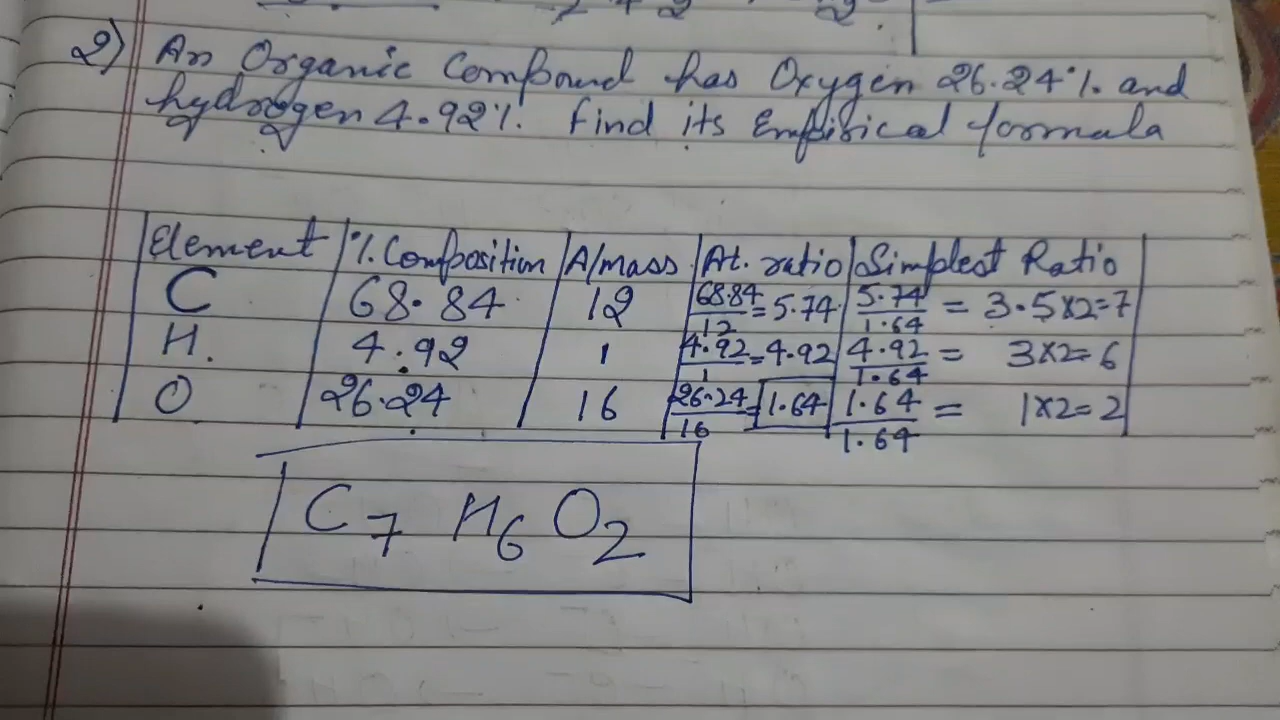 2) An Organic Compound has Oxygen 26.24%. and
hydrogen 4.92%. Find its Empirical formula
Element | %. Composition | A/mass | At. ratio | Simplest Ratio
C | 68.84 | 12 | 68.84/12 = 5.74 | 5.74/1.64 = 3.5×2=7
H. | 4.92 | 1 | 4.92/1 = 4.92 | 4.92/1.64 = 3×2=6
O | 26.24 | 16 | 26.24/16 = 1.64 | 1.64/1.64 = 1×2=2
C7 H6 O2